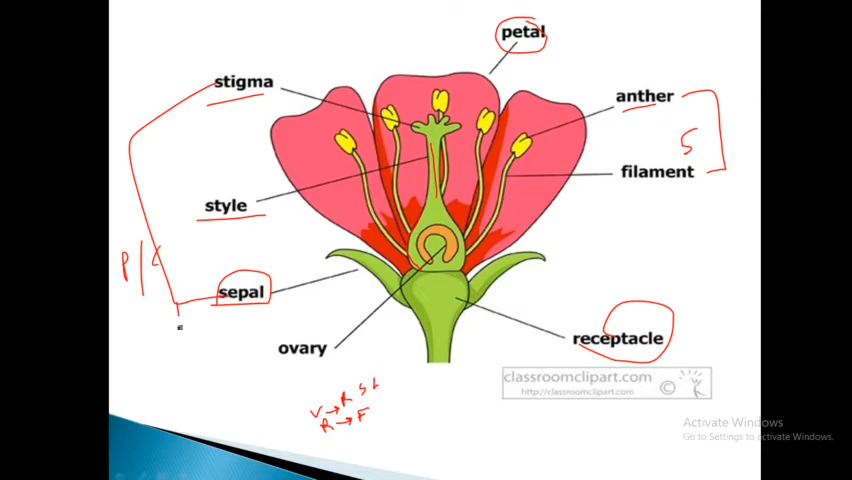 petal
stigma
anther
S
filament
style
P/C
sepal
receptacle
ovary
classroomclipart.com
©
http://classroomclipart.com
V → R S L
R → F
Activate Windows
Go to Settings to activate Windows.